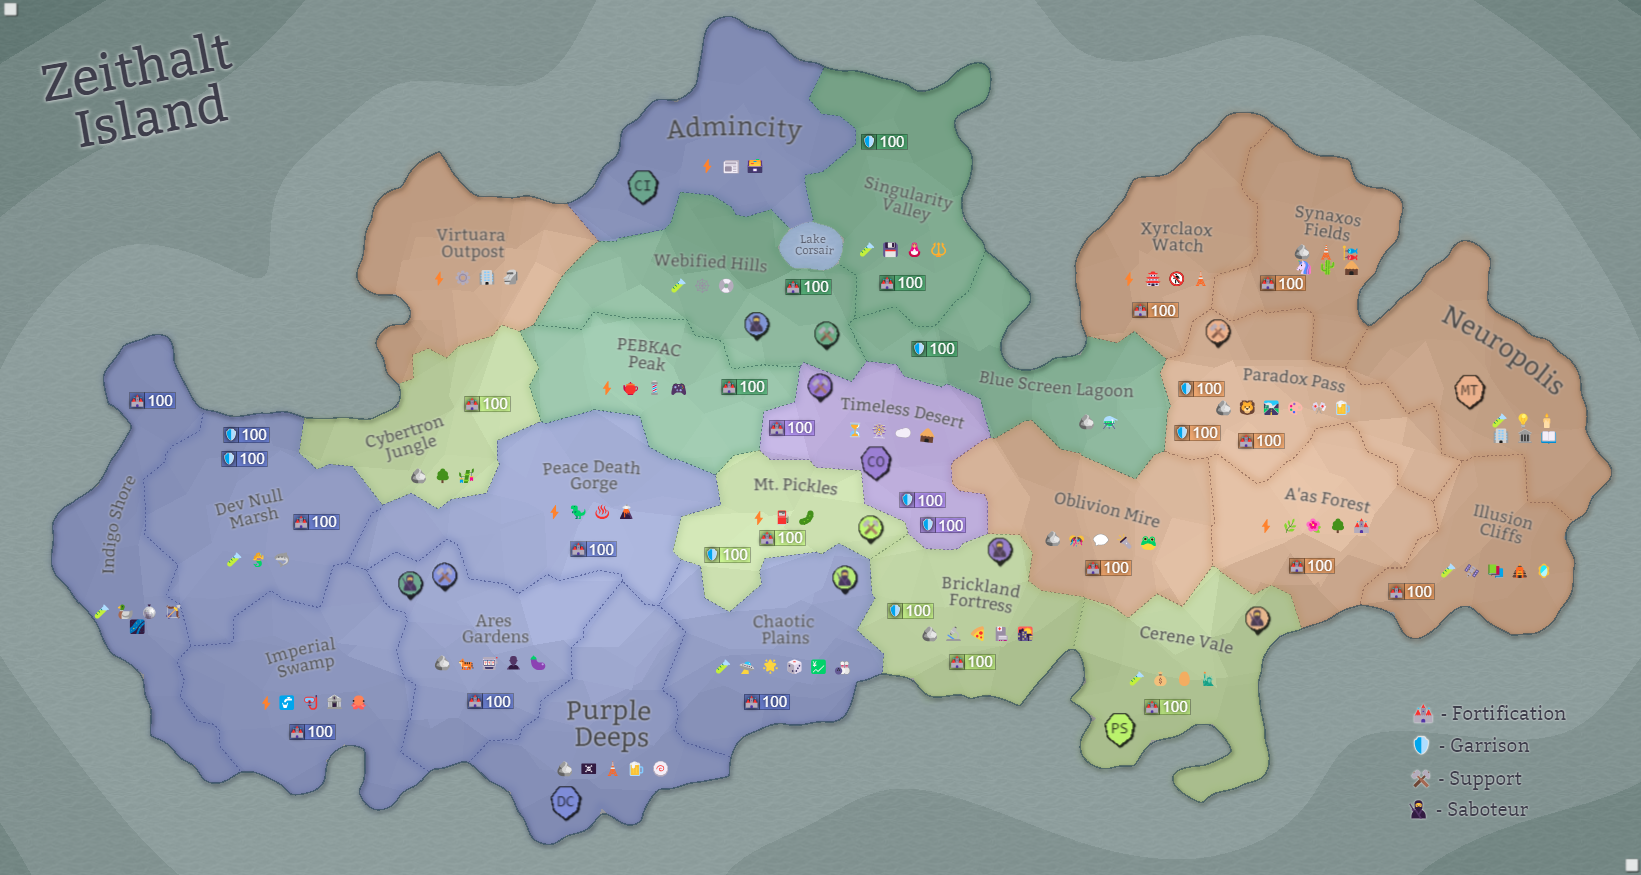 Zeithalt
Island
Admincity
CI
100
Singularity
Valley
Lake
Corsair
Virtuara
Outpost
Webified Hills
100
100
Xyrclaox
Watch
Synaxos
Fields
100
100
Neuropolis
MT
PEBKAC
Peak
100
100
Blue Screen Lagoon
Paradox Pass
100
100
100
Timeless Desert
100
CO
100
100
100
100
100
Cybertron
Jungle
100
Indigo Shore
Dev Null
Marsh
100
Peace Death
Gorge
100
Mt. Pickles
100
100
Oblivion Mire
100
A'as Forest
100
Illusion
Cliffs
100
Imperial
Swamp
100
Ares
Gardens
100
Chaotic
Plains
100
Brickland
Fortress
100
100
Cerene Vale
100
PS
Purple
Deeps
DC
- Fortification
- Garrison
- Support
- Saboteur